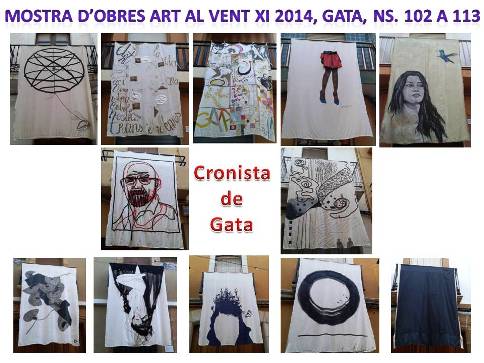 MOSTRA D'OBRES ART AL VENT XI 2014, GATA, NS. 102 A 113
Cronista
de
Gata